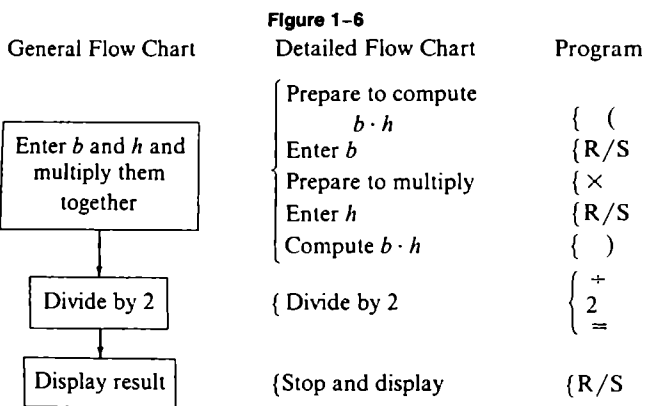 Figure 1-6
General Flow Chart Detailed Flow Chart Program
Enter b and h and
multiply them
together
Prepare to compute
b · h
Enter b
Prepare to multiply
Enter h
Compute b · h
{ (
{R/S
{ ×
{R/S
{ )
Divide by 2
{ Divide by 2
÷
2
=
Display result
{Stop and display
{R/S